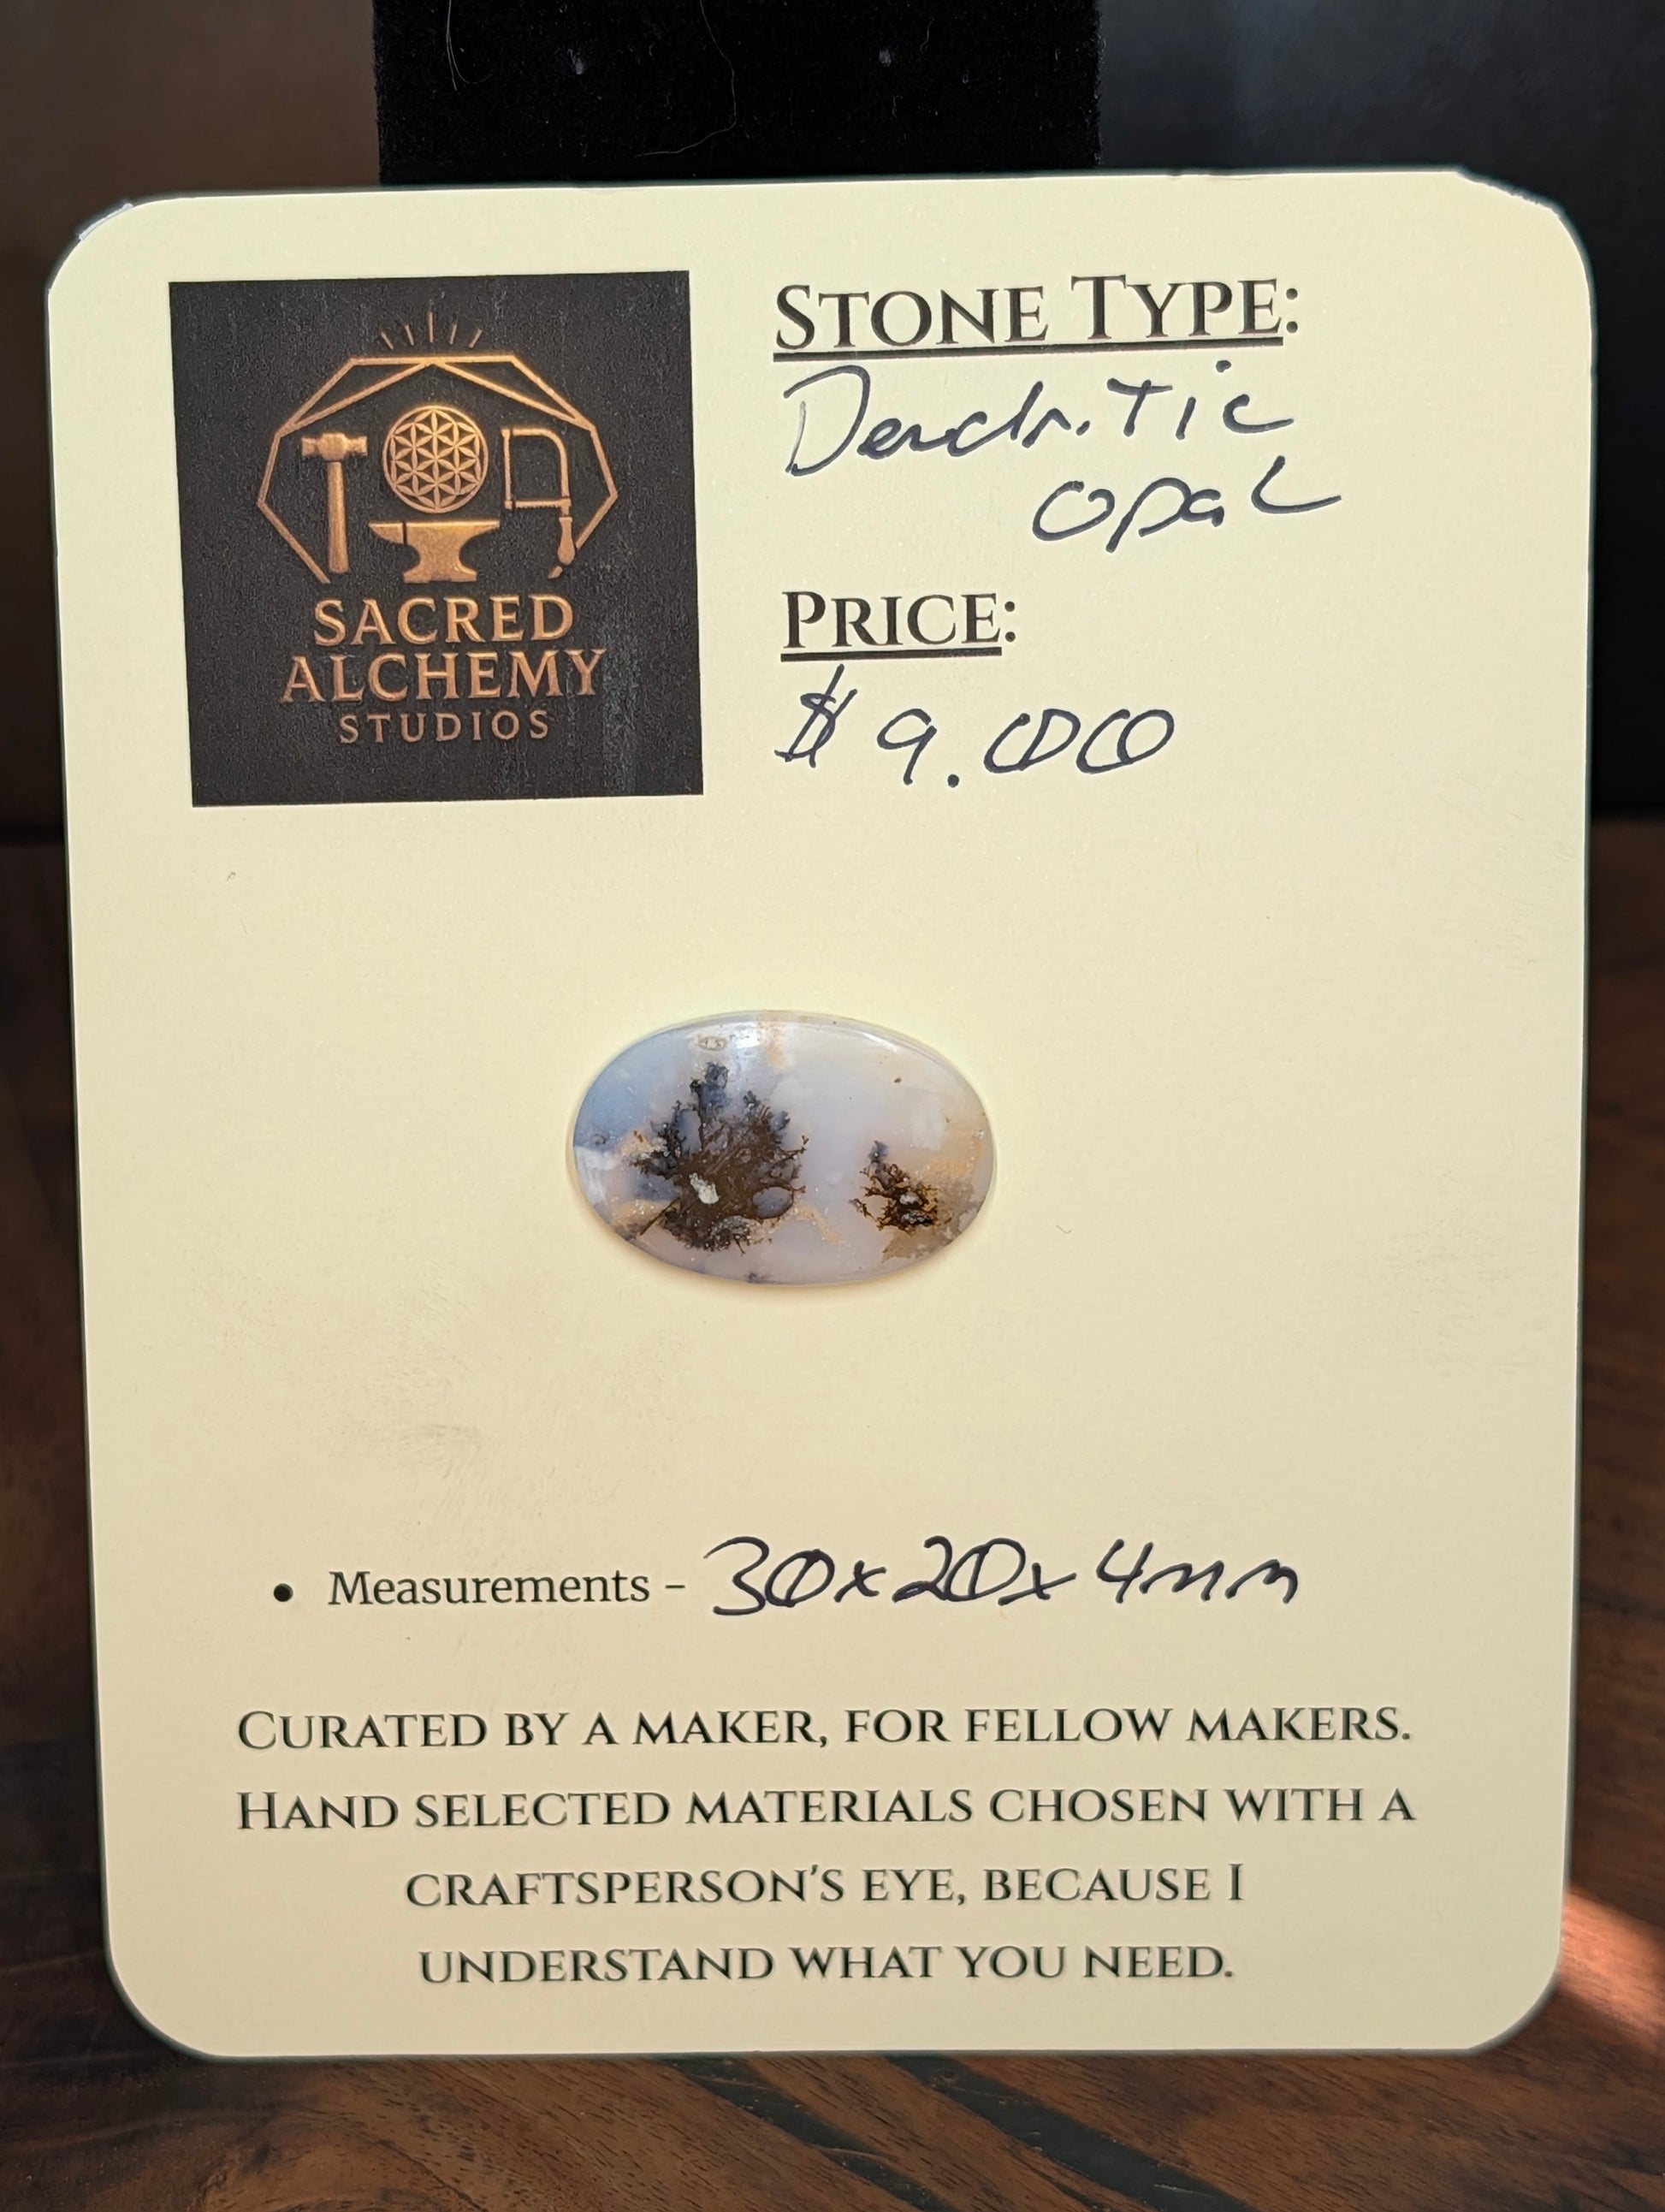 SACRED
ALCHEMY
STUDIOS
STONE TYPE:
Dendritic
Opal
PRICE:
$9.00
• Measurements - 30x20x4mm
CURATED BY A MAKER, FOR FELLOW MAKERS.
HAND SELECTED MATERIALS CHOSEN WITH A
CRAFTSPERSON'S EYE, BECAUSE I
UNDERSTAND WHAT YOU NEED.